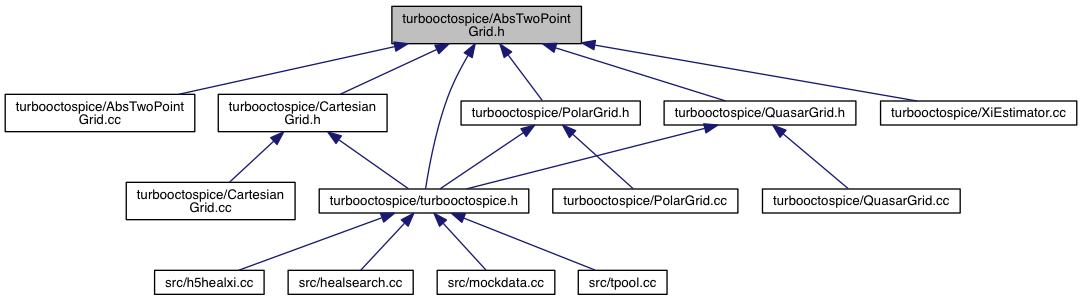 turbooctospice/AbsTwoPoint
Grid.h
turbooctospice/AbsTwoPoint
Grid.cc
turbooctospice/Cartesian
Grid.h
turbooctospice/PolarGrid.h
turbooctospice/QuasarGrid.h
turbooctospice/XiEstimator.cc
turbooctospice/Cartesian
Grid.cc
turbooctospice/turbooctospice.h
turbooctospice/PolarGrid.cc
turbooctospice/QuasarGrid.cc
src/h5healxi.cc
src/healsearch.cc
src/mockdata.cc
src/tpool.cc